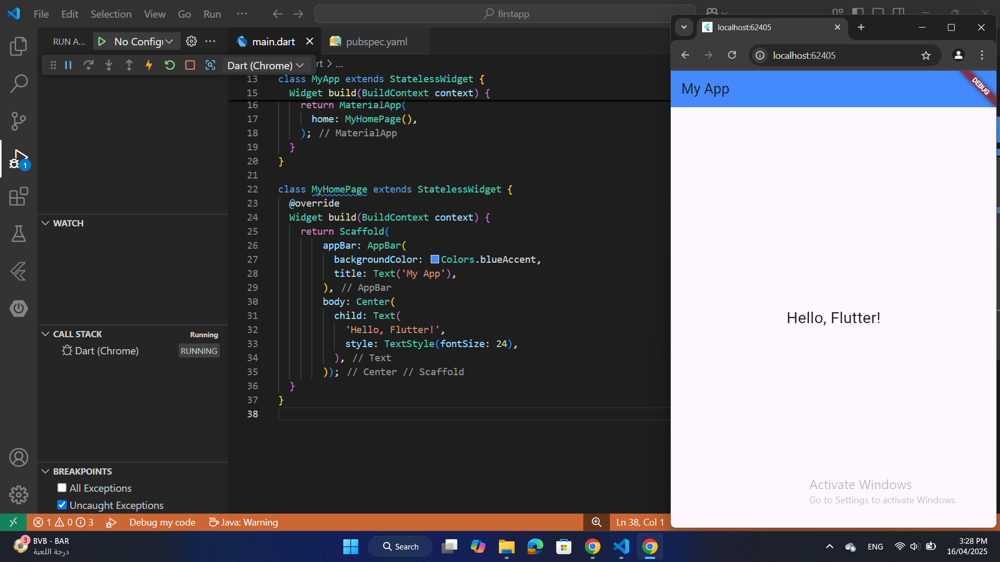 File Edit Selection View Go Run
firstapp
RUN A...
No Config
main.dart
pubspec.yaml
Dart (Chrome)
rt > ...
13 class MyApp extends StatelessWidget {
15 Widget build(BuildContext context) {
16 return MaterialApp(
17 home: MyHomePage(),
18 ); // MaterialApp
19 }
20 }
21
22 class MyHomePage extends StatelessWidget {
23 @override
24 Widget build(BuildContext context) {
25 return Scaffold(
26 appBar: AppBar(
27 backgroundColor: Colors.blueAccent,
28 title: Text('My App'),
29 ), // AppBar
30 body: Center(
31 child: Text(
32 'Hello, Flutter!',
33 style: TextStyle(fontSize: 24),
34 ), // Text
35 )); // Center // Scaffold
36 }
37 }
38
1
WATCH
CALL STACK Running
Dart (Chrome) RUNNING
BREAKPOINTS
All Exceptions
Uncaught Exceptions
1 0 3 Debug my code Java: Warning
Ln 38, Col 1
localhost:62405
localhost:62405
My App
DEBUG
Hello, Flutter!
Activate Windows
Go to Settings to activate Windows.
3
BVB - BAR
درجة اللعبة
Search
ENG
3:28 PM
16/04/2025